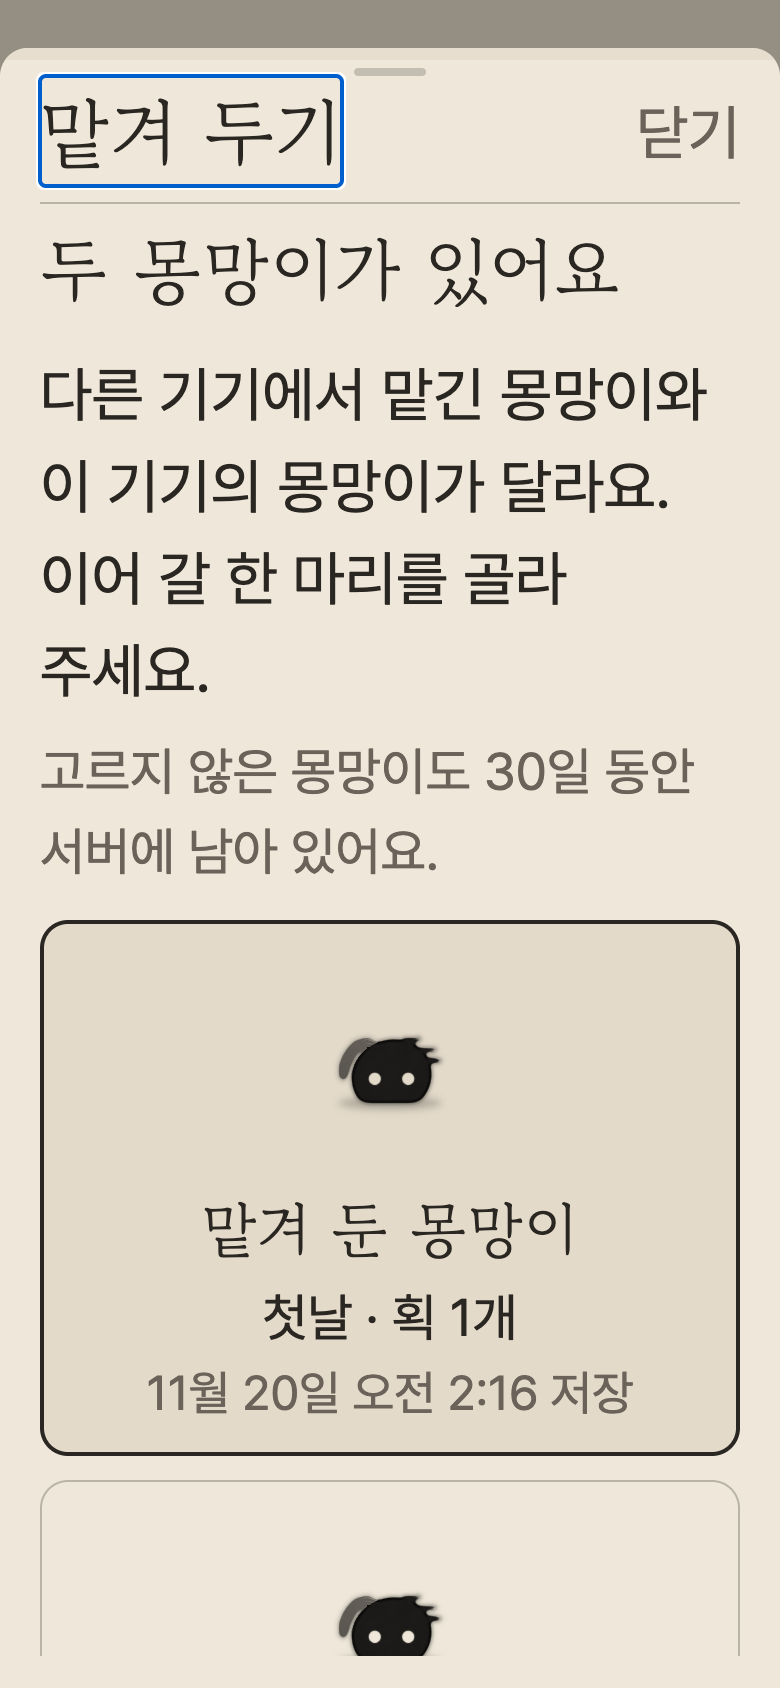 맡겨 두기
닫기
두 몽망이가 있어요
다른 기기에서 맡긴 몽망이와
이 기기의 몽망이가 달라요.
이어 갈 한 마리를 골라
주세요.
고르지 않은 몽망이도 30일 동안
서버에 남아 있어요.
맡겨 둔 몽망이
첫날 · 획 1개
11월 20일 오전 2:16 저장